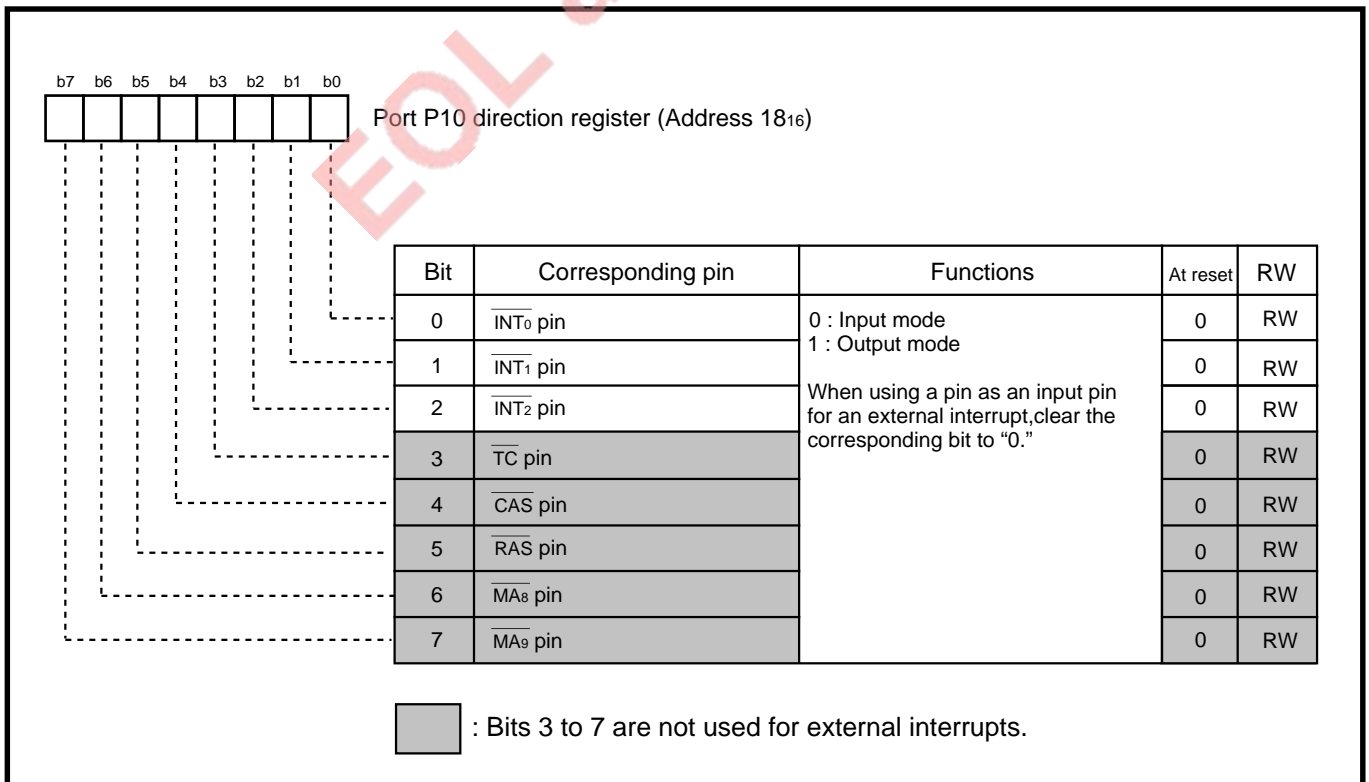 EOL
b7 b6 b5 b4 b3 b2 b1 b0
Port P10 direction register (Address 18₁₆)
Bit Corresponding pin Functions At reset RW
0 INT₀ pin 0 : Input mode 0 RW
1 : Output mode
1 INT₁ pin 0 RW
When using a pin as an input pin
2 INT₂ pin for an external interrupt,clear the 0 RW
corresponding bit to “0.”
3 TC pin 0 RW
4 CAS pin 0 RW
5 RAS pin 0 RW
6 MA₈ pin 0 RW
7 MA₉ pin 0 RW
: Bits 3 to 7 are not used for external interrupts.